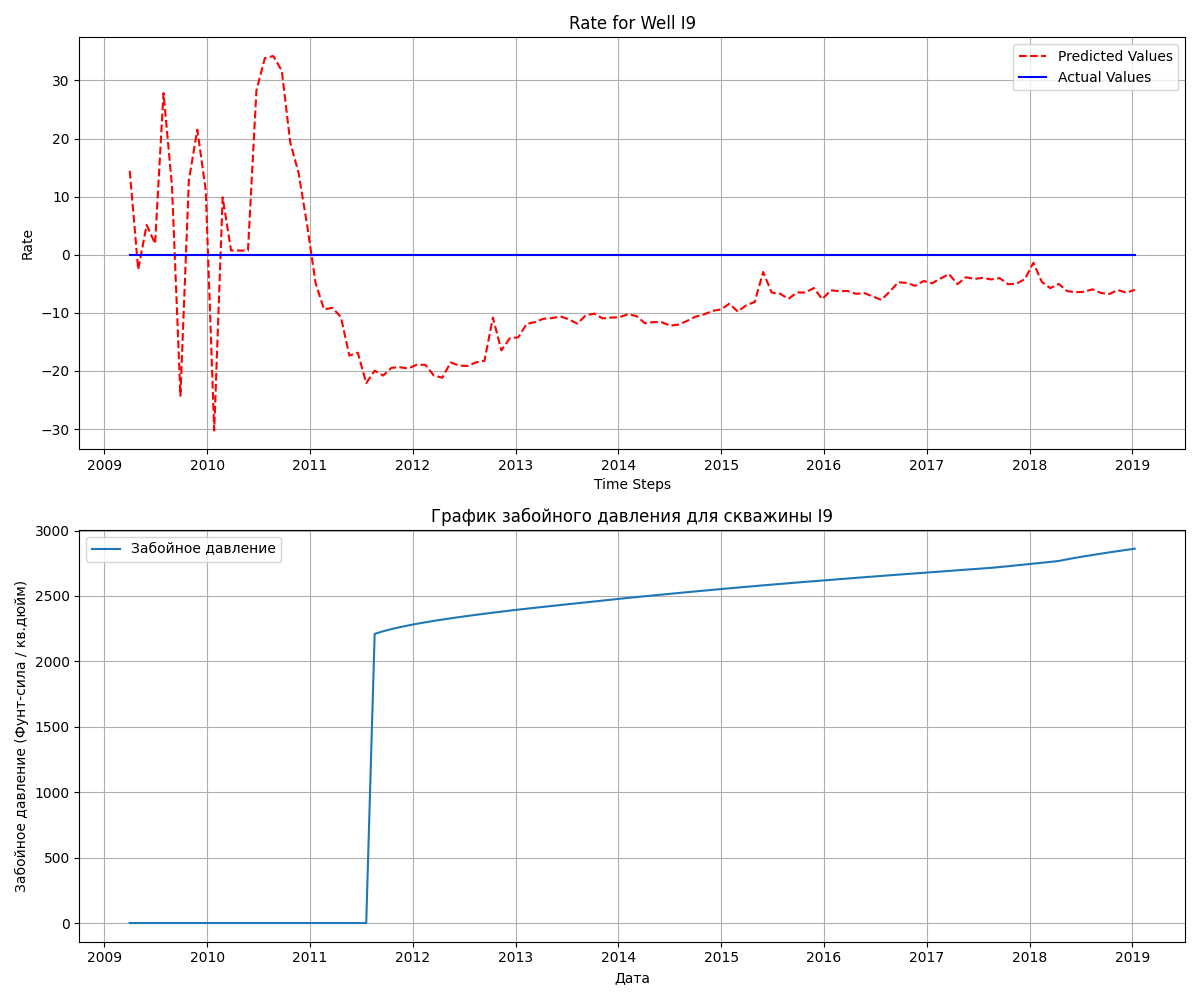 Rate for Well I9
Predicted Values
Actual Values
Rate
30
20
10
0
−10
−20
−30
2009 2010 2011 2012 2013 2014 2015 2016 2017 2018 2019
Time Steps
График забойного давления для скважины I9
Забойное давление
Забойное давление (Фунт-сила / кв.дюйм)
3000
2500
2000
1500
1000
500
0
2009 2010 2011 2012 2013 2014 2015 2016 2017 2018 2019
Дата